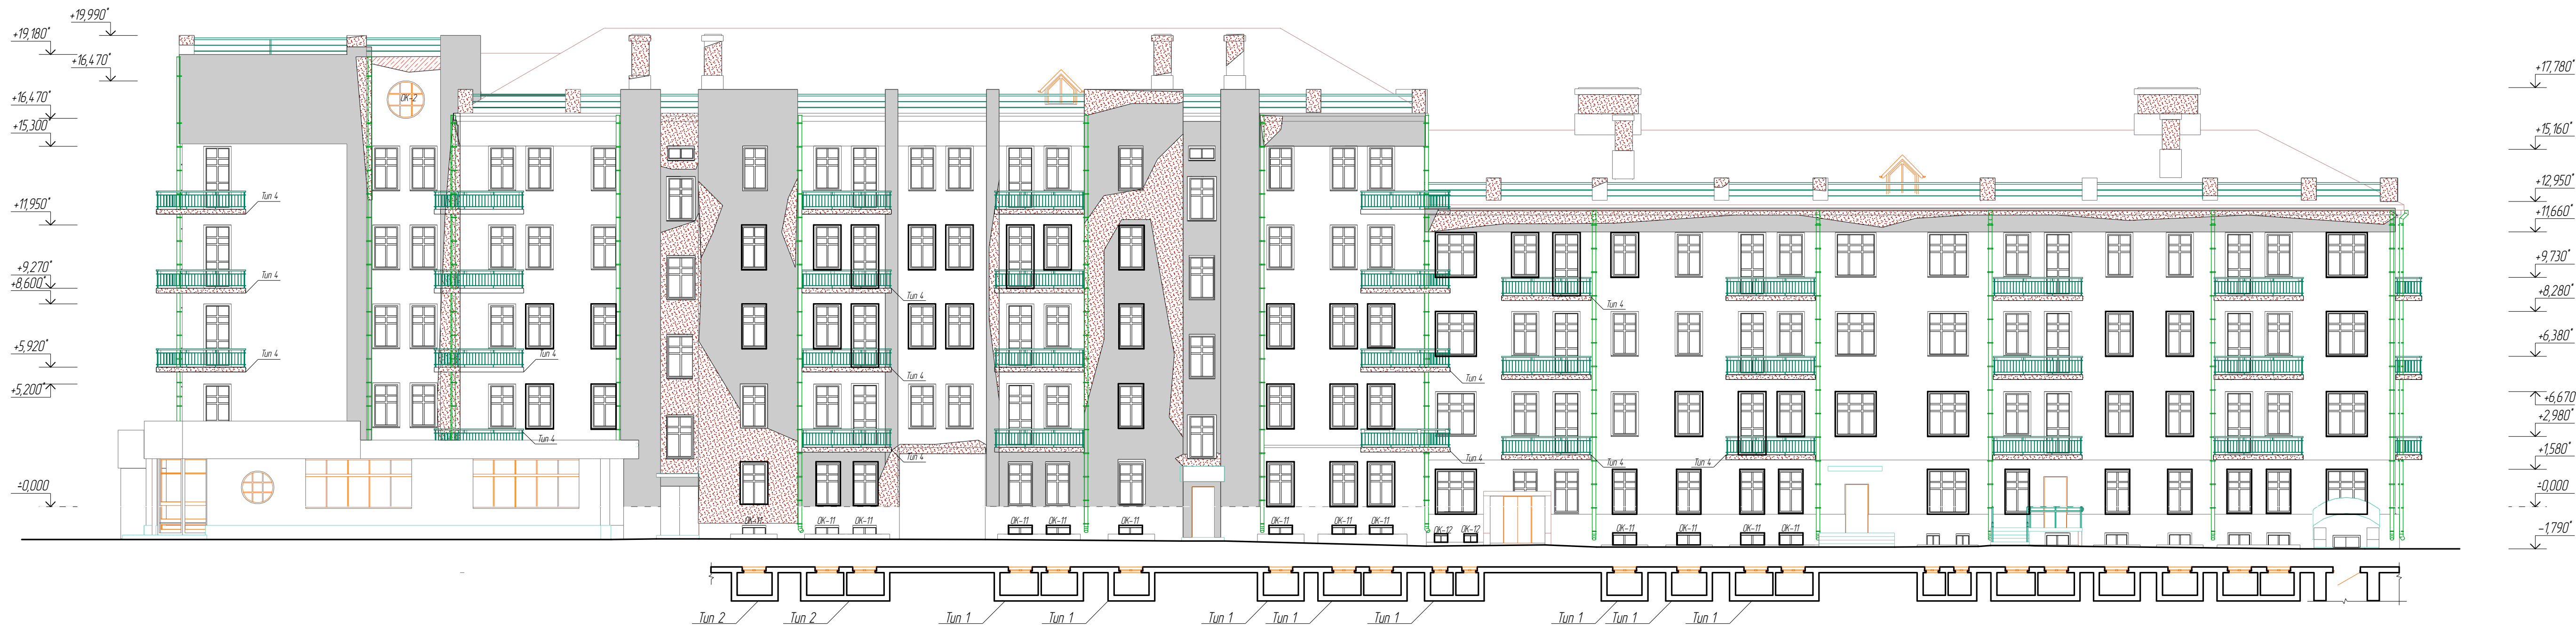 +19,990*
+19,180*
+16,470*
+16,470*
+15,300*
+11,950*
+9,270*
+8,600*
+5,920*
+5,200*
±0,000
ОК-2
Тип 4
Тип 4
Тип 4
Тип 4
Тип 4
Тип 4
Тип 4
Тип 4
Тип 4
Тип 4
Тип 4
Тип 4
Тип 4
+17,780*
+15,160*
+12,950*
+11,660*
+9,730*
+8,280*
+6,380*
+6,670
+2,980*
+1,580*
±0,000
-1,790*
ОК-11 ОК-11 ОК-11 ОК-11 ОК-11 ОК-11 ОК-11 ОК-11 ОК-11 ОК-12 ОК-12 ОК-11 ОК-11 ОК-11 ОК-11
Тип 2 Тип 2 Тип 1 Тип 1 Тип 1 Тип 1 Тип 1 Тип 1 Тип 1 Тип 1